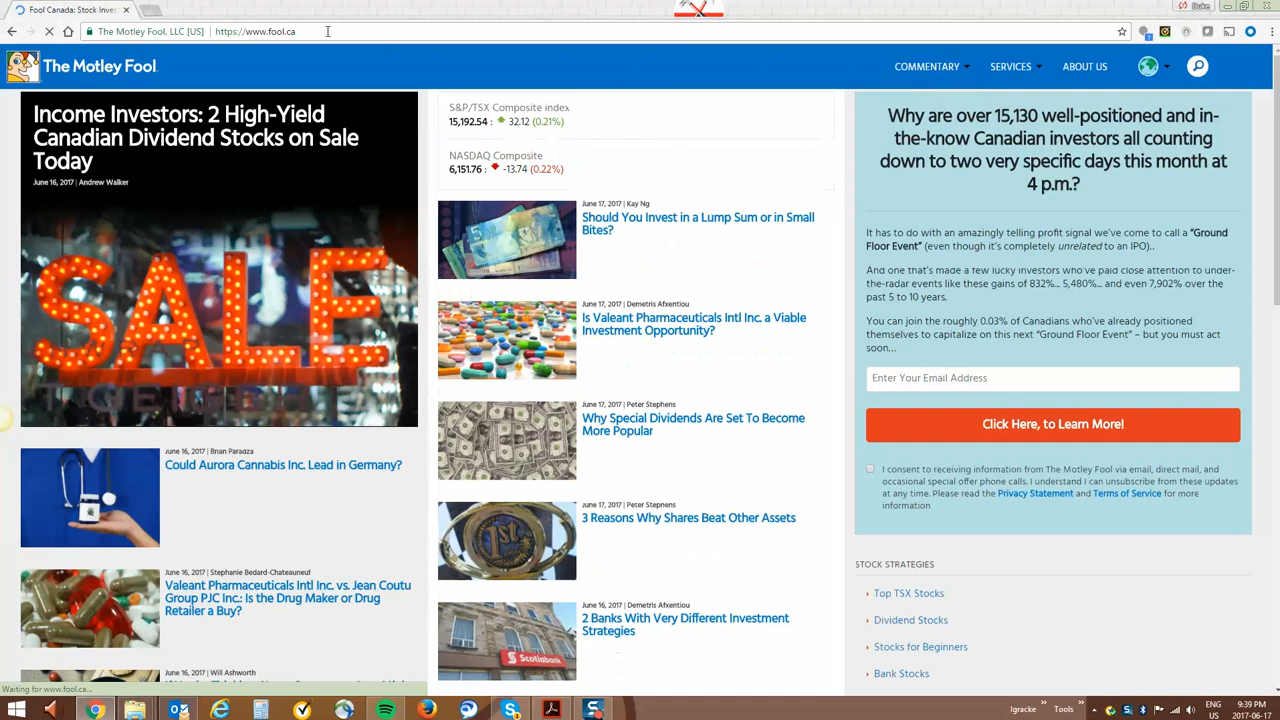 Fool Canada: Stock Inves
Blake
The Motley Fool, LLC [US] | https://www.fool.ca
The Motley Fool.
COMMENTARY
SERVICES
ABOUT US
Income Investors: 2 High-Yield
Canadian Dividend Stocks on Sale
Today
June 16, 2017 | Andrew Walker
SALE
June 16, 2017 | Brian Paradza
Could Aurora Cannabis Inc. Lead in Germany?
June 16, 2017 | Stephanie Bedard-Chateauneuf
Valeant Pharmaceuticals Intl Inc. vs. Jean Coutu
Group PJC Inc.: Is the Drug Maker or Drug
Retailer a Buy?
June 16, 2017 | Will Ashworth
S&P/TSX Composite index
15,192.54 : 32.12 (0.21%)
NASDAQ Composite
6,151.76 : -13.74 (0.22%)
June 17, 2017 | Kay Ng
Should You Invest in a Lump Sum or in Small
Bites?
June 17, 2017 | Demetris Afxentiou
Is Valeant Pharmaceuticals Intl Inc. a Viable
Investment Opportunity?
June 17, 2017 | Peter Stephens
Why Special Dividends Are Set To Become
More Popular
June 17, 2017 | Peter Stephens
3 Reasons Why Shares Beat Other Assets
1st
June 16, 2017 | Demetris Afxentiou
2 Banks With Very Different Investment
Strategies
Scotiabank
Why are over 15,130 well-positioned and in-
the-know Canadian investors all counting
down to two very specific days this month at
4 p.m.?
It has to do with an amazingly telling profit signal we've come to call a "Ground
Floor Event" (even though it's completely unrelated to an IPO)..
And one that's made a few lucky investors who've paid close attention to under-
the-radar events like these gains of 832%... 5,480%... and even 7,902% over the
past 5 to 10 years.
You can join the roughly 0.03% of Canadians who've already positioned
themselves to capitalize on this next "Ground Floor Event" – but you must act
soon...
Enter Your Email Address
Click Here, to Learn More!
I consent to receiving information from The Motley Fool via email, direct mail, and
occasional special offer phone calls. I understand I can unsubscribe from these updates
at any time. Please read the Privacy Statement and Terms of Service for more
information
STOCK STRATEGIES
Top TSX Stocks
Dividend Stocks
Stocks for Beginners
Bank Stocks
Waiting for www.fool.ca...
lgracke
Tools
ENG
US
9:39 PM
2017-06-17